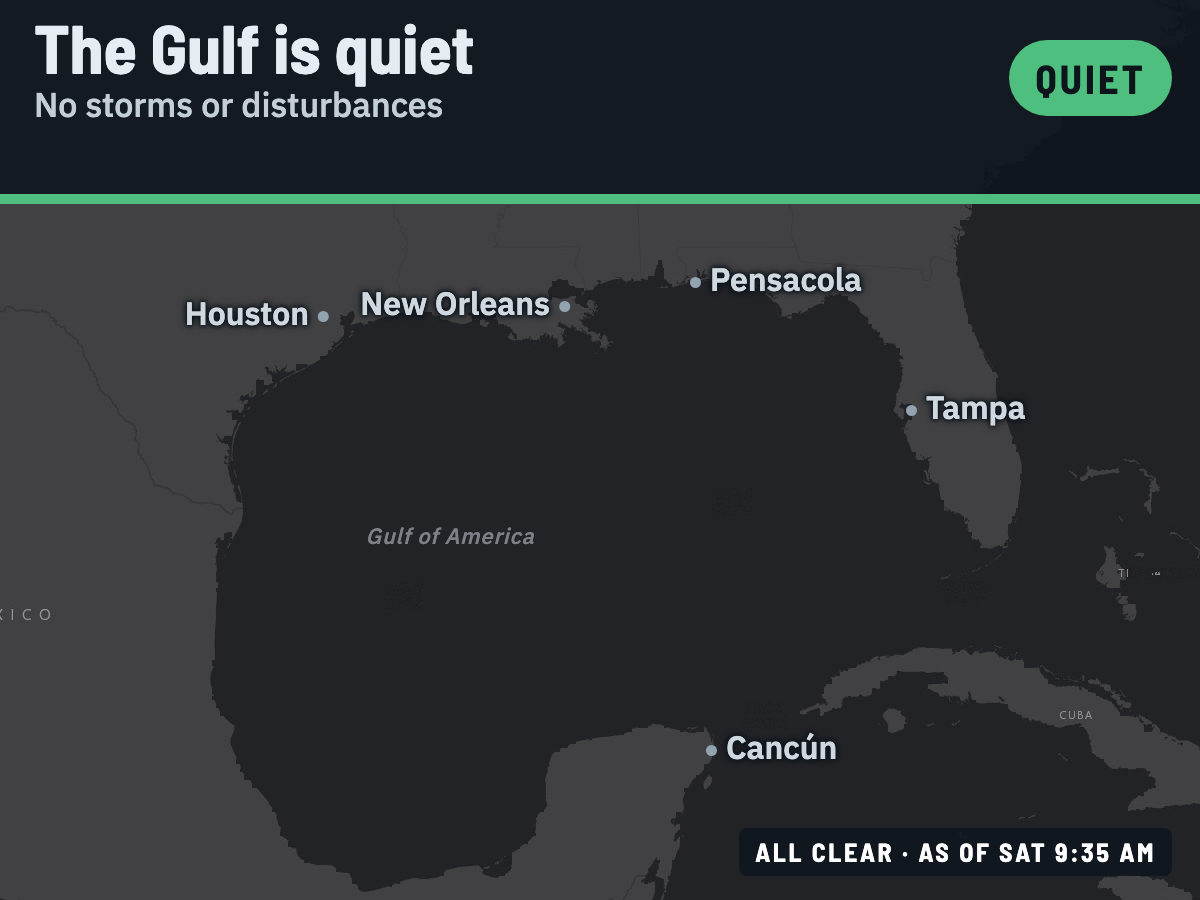 The Gulf is quiet
No storms or disturbances
QUIET
Pensacola
New Orleans
Houston
Tampa
Gulf of America
XICO
CUBA
Cancún
ALL CLEAR · AS OF SAT 9:35 AM